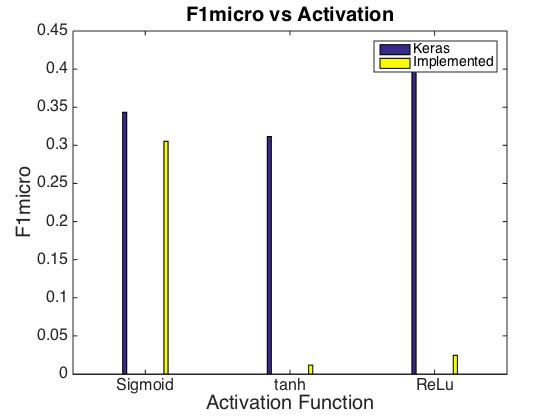 F1micro vs Activation
Keras
Implemented
0.45
0.4
0.35
0.3
0.25
0.2
0.15
0.1
0.05
0
F1micro
Sigmoid tanh ReLu
Activation Function